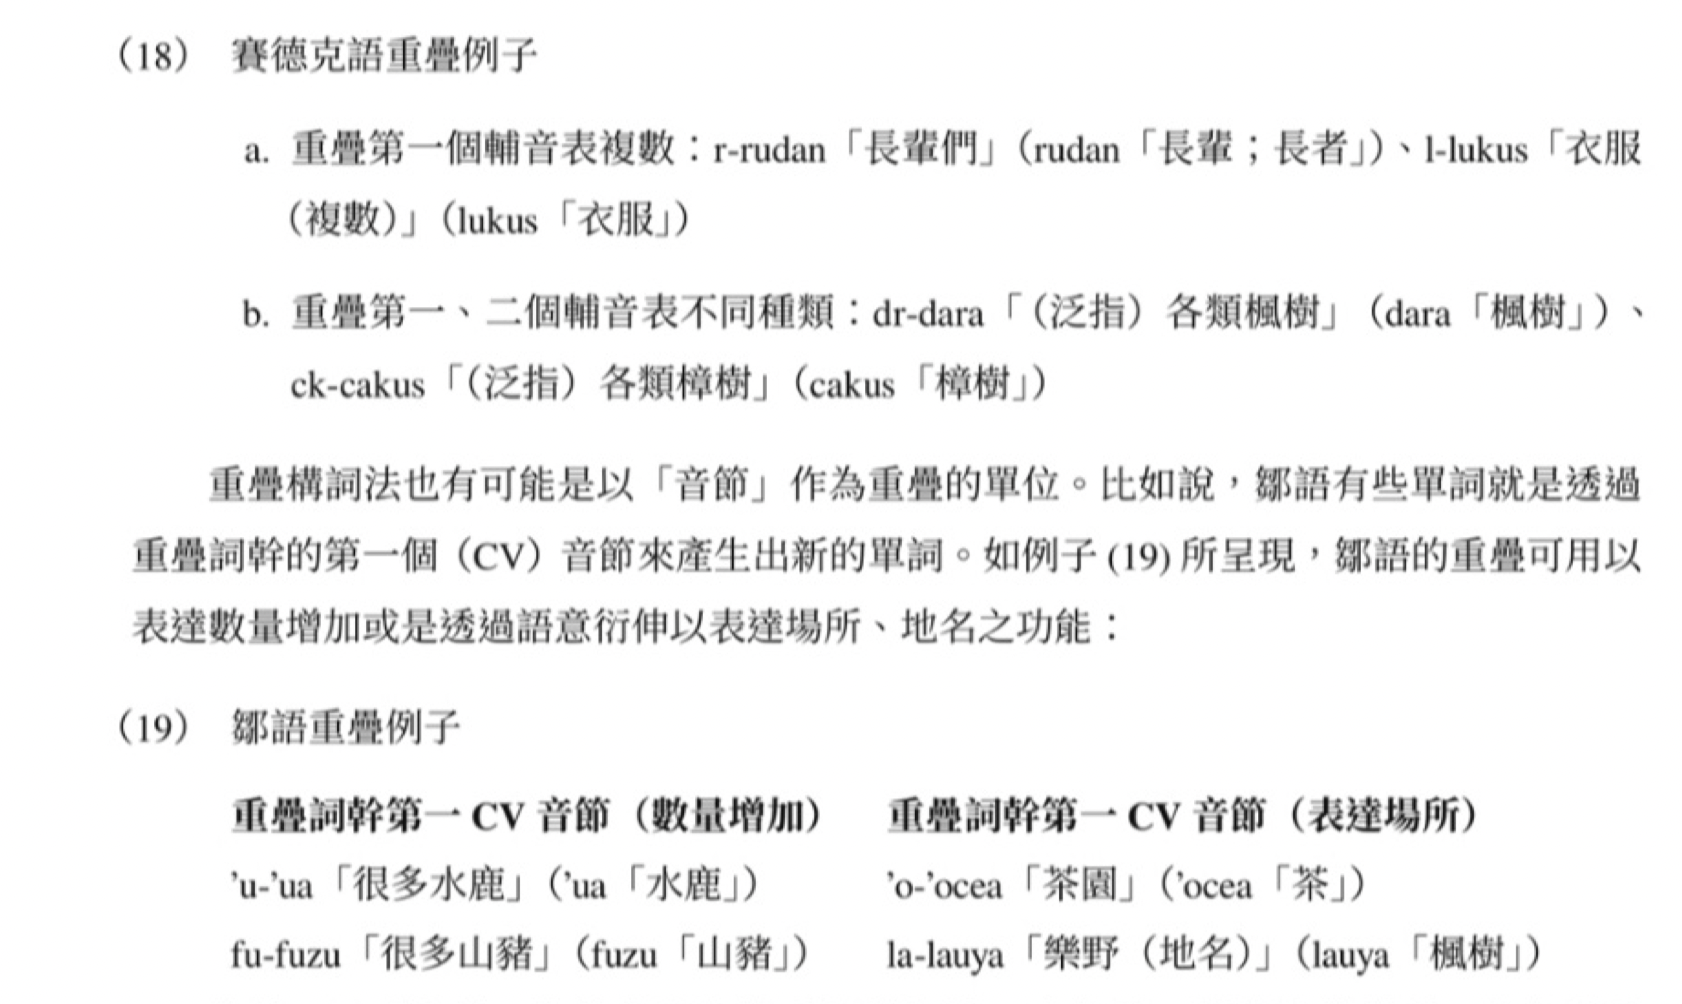 （18） 賽德克語重疊例子
a. 重疊第一個輔音表複數：r-rudan「長輩們」（rudan「長輩；長者」）、l-lukus「衣服
（複數）」（lukus「衣服」）
b. 重疊第一、二個輔音表不同種類：dr-dara「（泛指）各類楓樹」（dara「楓樹」）、
ck-cakus「（泛指）各類樟樹」（cakus「樟樹」）
重疊構詞法也有可能是以「音節」作為重疊的單位。比如說，鄒語有些單詞就是透過
重疊詞幹的第一個（CV）音節來產生出新的單詞。如例子 (19) 所呈現，鄒語的重疊可用以
表達數量增加或是透過語意衍伸以表達場所、地名之功能：
（19） 鄒語重疊例子
重疊詞幹第一 CV 音節（數量增加） 重疊詞幹第一 CV 音節（表達場所）
’u-’ua「很多水鹿」（’ua「水鹿」） ’o-’ocea「茶園」（’ocea「茶」）
fu-fuzu「很多山豬」（fuzu「山豬」） la-lauya「樂野（地名）」（lauya「楓樹」）